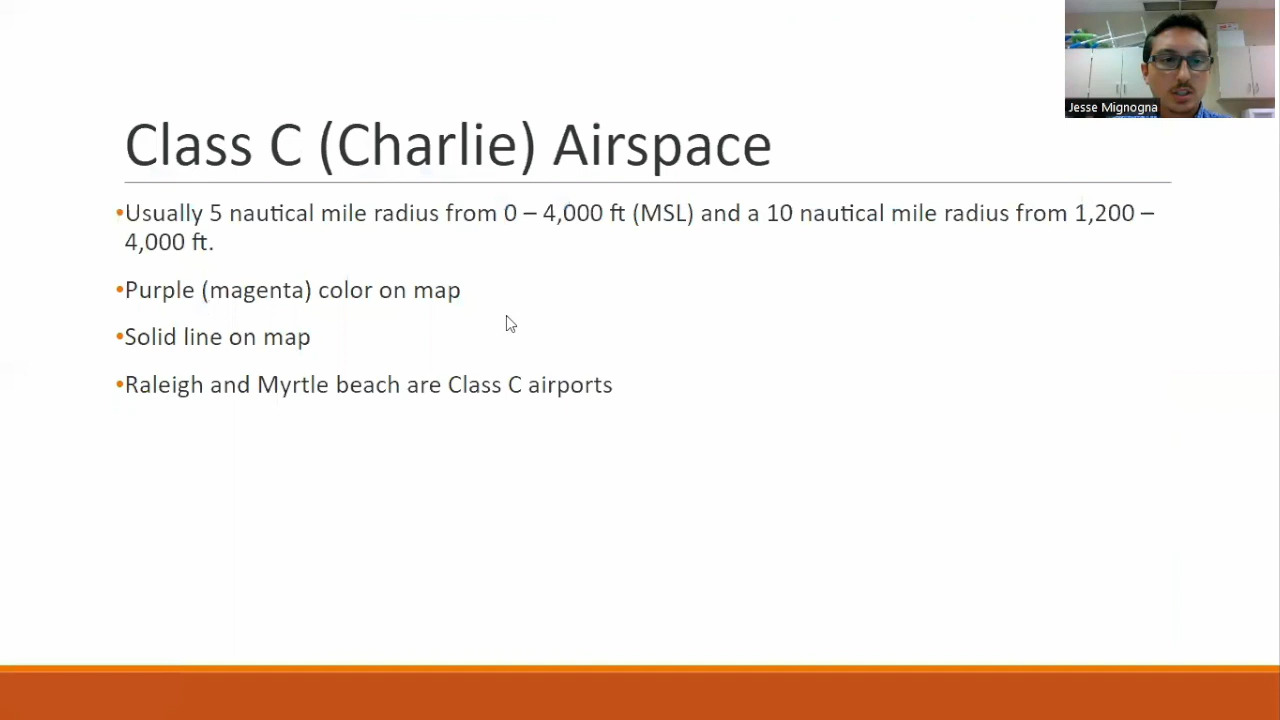 Jesse Mignogna
Class C (Charlie) Airspace
•Usually 5 nautical mile radius from 0 – 4,000 ft (MSL) and a 10 nautical mile radius from 1,200 –
4,000 ft.
•Purple (magenta) color on map
•Solid line on map
•Raleigh and Myrtle beach are Class C airports